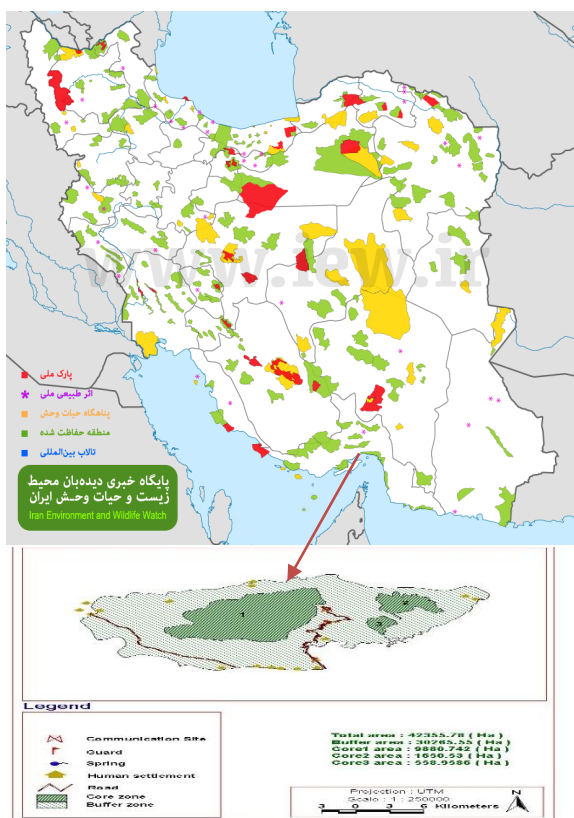 www.iew.ir
پارک ملی
اثر طبیعی ملی
پناهگاه حیات وحش
منطقه حفاظت شده
تالاب بین‌المللی
پایگاه خبری دیده‌بان محیط
زیست و حیات وحـش ایران
Iran Environment and Wildlife Watch
1
2
3
Legend
Communication Site
Guard
Spring
Human settlement
Road
Core zone
Buffer zone
Total area : 42355.78 ( Ha )
Buffer area : 30265.55 ( Ha )
Core1 area : 9880.742 ( Ha )
Core2 area : 1650.53 ( Ha )
Core3 area : 558.9586 ( Ha )
Projection : UTM
Scale : 1 : 250000
3 0 3 6 Kilometers
N